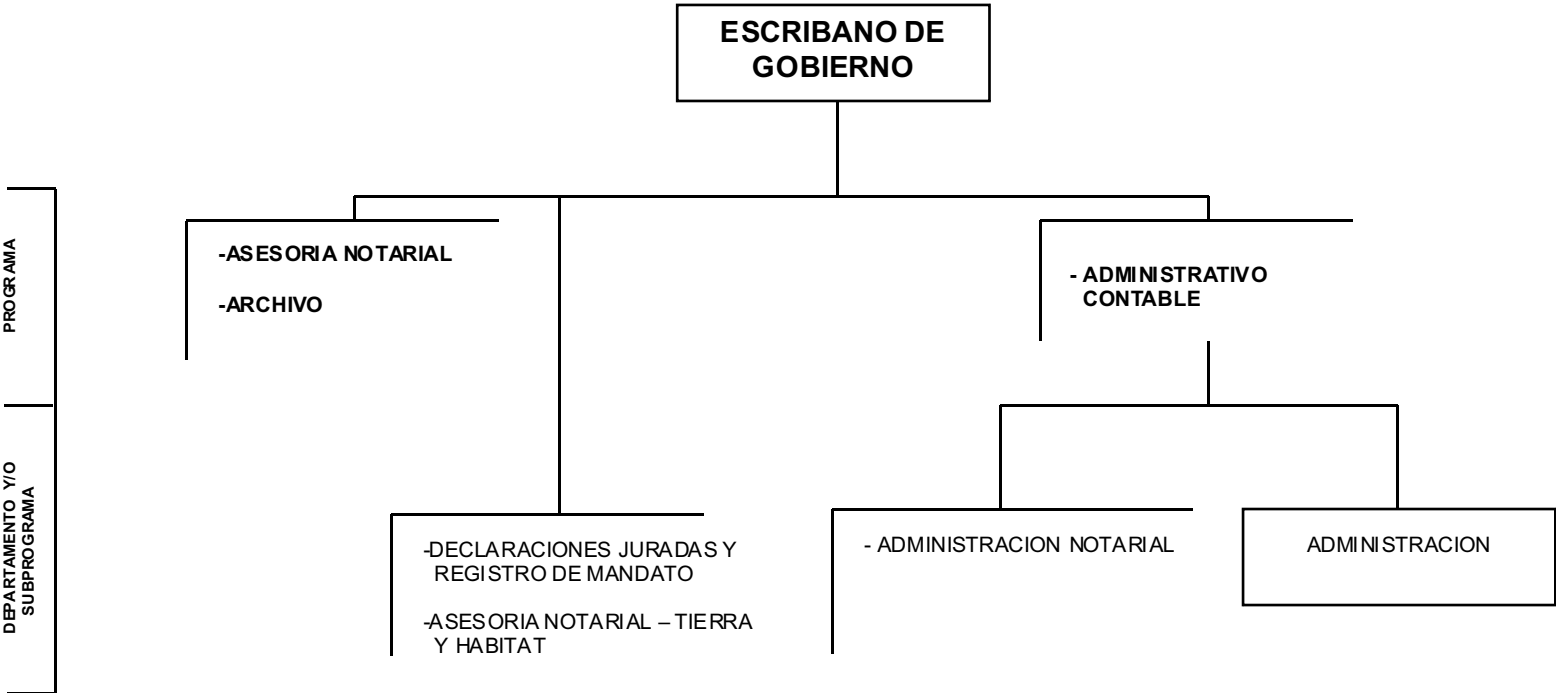 ESCRIBANO DE
GOBIERNO
PROGRAMA
-ASESORIA NOTARIAL
-ARCHIVO
- ADMINISTRATIVO
CONTABLE
DEPARTAMENTO Y/O
SUBPROGRAMA
-DECLARACIONES JURADAS Y
REGISTRO DE MANDATO
-ASESORIA NOTARIAL – TIERRA
Y HABITAT
- ADMINISTRACION NOTARIAL
ADMINISTRACION